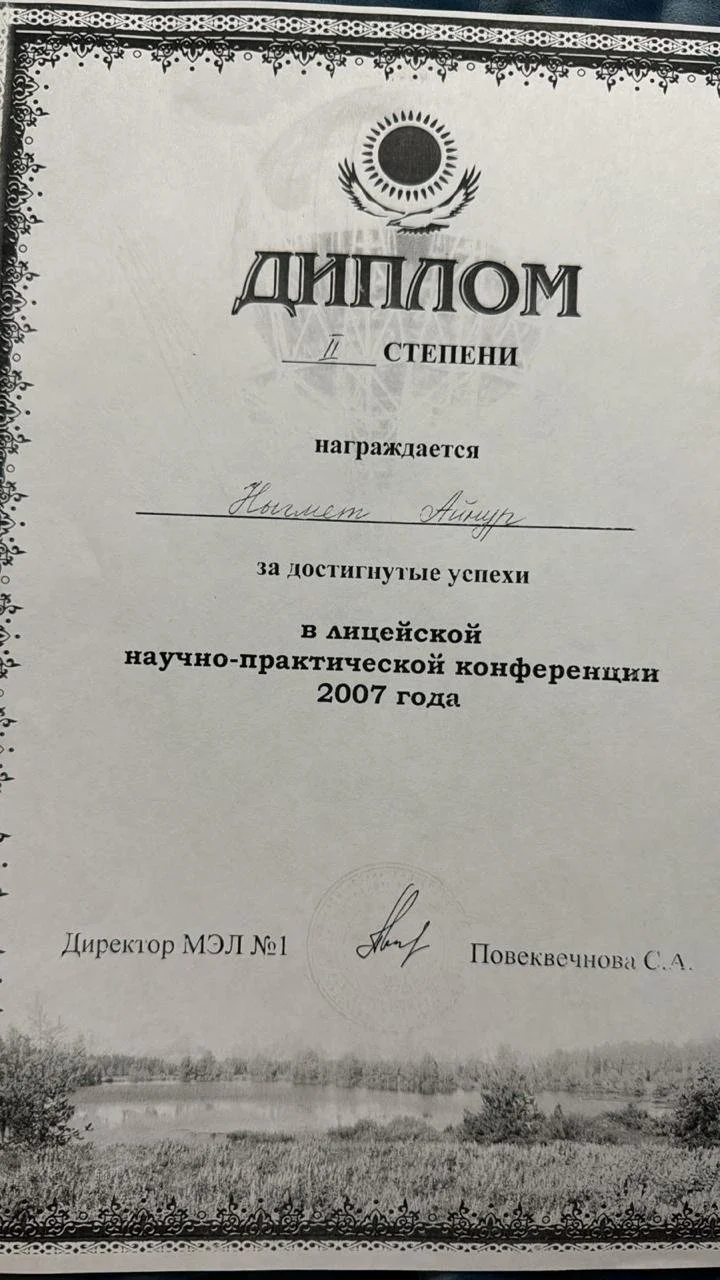 ДИПЛОМ
II СТЕПЕНИ
награждается
Нығмет Айнур
за достигнутые успехи
в лицейской
научно-практической конференции
2007 года
Директор МЭЛ №1 Повеквечнова С.А.